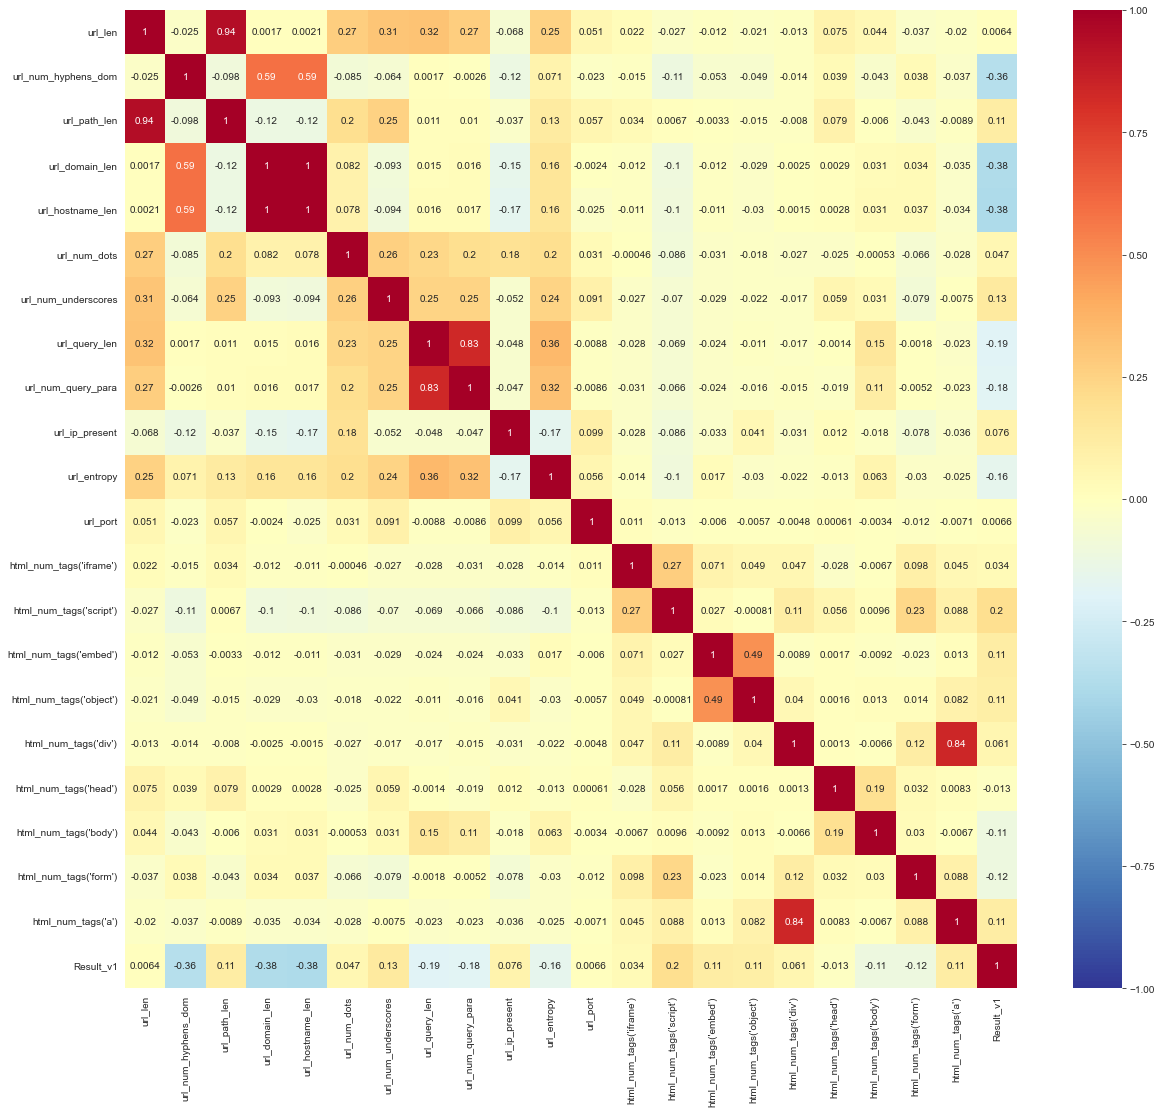 url_len 1 -0.025 0.94 0.0017 0.0021 0.27 0.31 0.32 0.27 -0.068 0.25 0.051 0.022 -0.027 -0.012 -0.021 -0.013 0.075 0.044 -0.037 -0.02 0.0064
url_num_hyphens_dom -0.025 1 -0.098 0.59 0.59 -0.085 -0.064 0.0017 -0.0026 -0.12 0.071 -0.023 -0.015 -0.11 -0.053 -0.049 -0.014 0.039 -0.043 0.038 -0.037 -0.36
url_path_len 0.94 -0.098 1 -0.12 -0.12 0.2 0.25 0.011 0.01 -0.037 0.13 0.057 0.034 0.0067 -0.0033 -0.015 -0.008 0.079 -0.006 -0.043 -0.0089 0.11
url_domain_len 0.0017 0.59 -0.12 1 1 0.082 -0.093 0.015 0.016 -0.15 0.16 -0.0024 -0.012 -0.1 -0.012 -0.029 -0.0025 0.0029 0.031 0.034 -0.035 -0.38
url_hostname_len 0.0021 0.59 -0.12 1 1 0.078 -0.094 0.016 0.017 -0.17 0.16 -0.025 -0.011 -0.1 -0.011 -0.03 -0.0015 0.0028 0.031 0.037 -0.034 -0.38
url_num_dots 0.27 -0.085 0.2 0.082 0.078 1 0.26 0.23 0.2 0.18 0.2 0.031 -0.00046 -0.086 -0.031 -0.018 -0.027 -0.025 -0.00053 -0.066 -0.028 0.047
url_num_underscores 0.31 -0.064 0.25 -0.093 -0.094 0.26 1 0.25 0.25 -0.052 0.24 0.091 -0.027 -0.07 -0.029 -0.022 -0.017 0.059 0.031 -0.079 -0.0075 0.13
url_query_len 0.32 0.0017 0.011 0.015 0.016 0.23 0.25 1 0.83 -0.048 0.36 -0.0088 -0.028 -0.069 -0.024 -0.011 -0.017 -0.0014 0.15 -0.0018 -0.023 -0.19
url_num_query_para 0.27 -0.0026 0.01 0.016 0.017 0.2 0.25 0.83 1 -0.047 0.32 -0.0086 -0.031 -0.066 -0.024 -0.016 -0.015 -0.019 0.11 -0.0052 -0.023 -0.18
url_ip_present -0.068 -0.12 -0.037 -0.15 -0.17 0.18 -0.052 -0.048 -0.047 1 -0.17 0.099 -0.028 -0.086 -0.033 0.041 -0.031 0.012 -0.018 -0.078 -0.036 0.076
url_entropy 0.25 0.071 0.13 0.16 0.16 0.2 0.24 0.36 0.32 -0.17 1 0.056 -0.014 -0.1 0.017 -0.03 -0.022 -0.013 0.063 -0.03 -0.025 -0.16
url_port 0.051 -0.023 0.057 -0.0024 -0.025 0.031 0.091 -0.0088 -0.0086 0.099 0.056 1 0.011 -0.013 -0.006 -0.0057 -0.0048 0.00061 -0.0034 -0.012 -0.0071 0.0066
html_num_tags('iframe') 0.022 -0.015 0.034 -0.012 -0.011 -0.00046 -0.027 -0.028 -0.031 -0.028 -0.014 0.011 1 0.27 0.071 0.049 0.047 -0.028 -0.0067 0.098 0.045 0.034
html_num_tags('script') -0.027 -0.11 0.0067 -0.1 -0.1 -0.086 -0.07 -0.069 -0.066 -0.086 -0.1 -0.013 0.27 1 0.027 -0.00081 0.11 0.056 0.0096 0.23 0.088 0.2
html_num_tags('embed') -0.012 -0.053 -0.0033 -0.012 -0.011 -0.031 -0.029 -0.024 -0.024 -0.033 0.017 -0.006 0.071 0.027 1 0.49 -0.0089 0.0017 -0.0092 -0.023 0.013 0.11
html_num_tags('object') -0.021 -0.049 -0.015 -0.029 -0.03 -0.018 -0.022 -0.011 -0.016 0.041 -0.03 -0.0057 0.049 -0.00081 0.49 1 0.04 0.0016 0.013 0.014 0.082 0.11
html_num_tags('div') -0.013 -0.014 -0.008 -0.0025 -0.0015 -0.027 -0.017 -0.017 -0.015 -0.031 -0.022 -0.0048 0.047 0.11 -0.0089 0.04 1 0.0013 -0.0066 0.12 0.84 0.061
html_num_tags('head') 0.075 0.039 0.079 0.0029 0.0028 -0.025 0.059 -0.0014 -0.019 0.012 -0.013 0.00061 -0.028 0.056 0.0017 0.0016 0.0013 1 0.19 0.032 0.0083 -0.013
html_num_tags('body') 0.044 -0.043 -0.006 0.031 0.031 -0.00053 0.031 0.15 0.11 -0.018 0.063 -0.0034 -0.0067 0.0096 -0.0092 0.013 -0.0066 0.19 1 0.03 -0.0067 -0.11
html_num_tags('form') -0.037 0.038 -0.043 0.034 0.037 -0.066 -0.079 -0.0018 -0.0052 -0.078 -0.03 -0.012 0.098 0.23 -0.023 0.014 0.12 0.032 0.03 1 0.088 -0.12
html_num_tags('a') -0.02 -0.037 -0.0089 -0.035 -0.034 -0.028 -0.0075 -0.023 -0.023 -0.036 -0.025 -0.0071 0.045 0.088 0.013 0.082 0.84 0.0083 -0.0067 0.088 1 0.11
Result_v1 0.0064 -0.36 0.11 -0.38 -0.38 0.047 0.13 -0.19 -0.18 0.076 -0.16 0.0066 0.034 0.2 0.11 0.11 0.061 -0.013 -0.11 -0.12 0.11 1
url_len
url_num_hyphens_dom
url_path_len
url_domain_len
url_hostname_len
url_num_dots
url_num_underscores
url_query_len
url_num_query_para
url_ip_present
url_entropy
url_port
html_num_tags('iframe')
html_num_tags('script')
html_num_tags('embed')
html_num_tags('object')
html_num_tags('div')
html_num_tags('head')
html_num_tags('body')
html_num_tags('form')
html_num_tags('a')
Result_v1
1.00
0.75
0.50
0.25
0.00
−0.25
−0.50
−0.75
−1.00